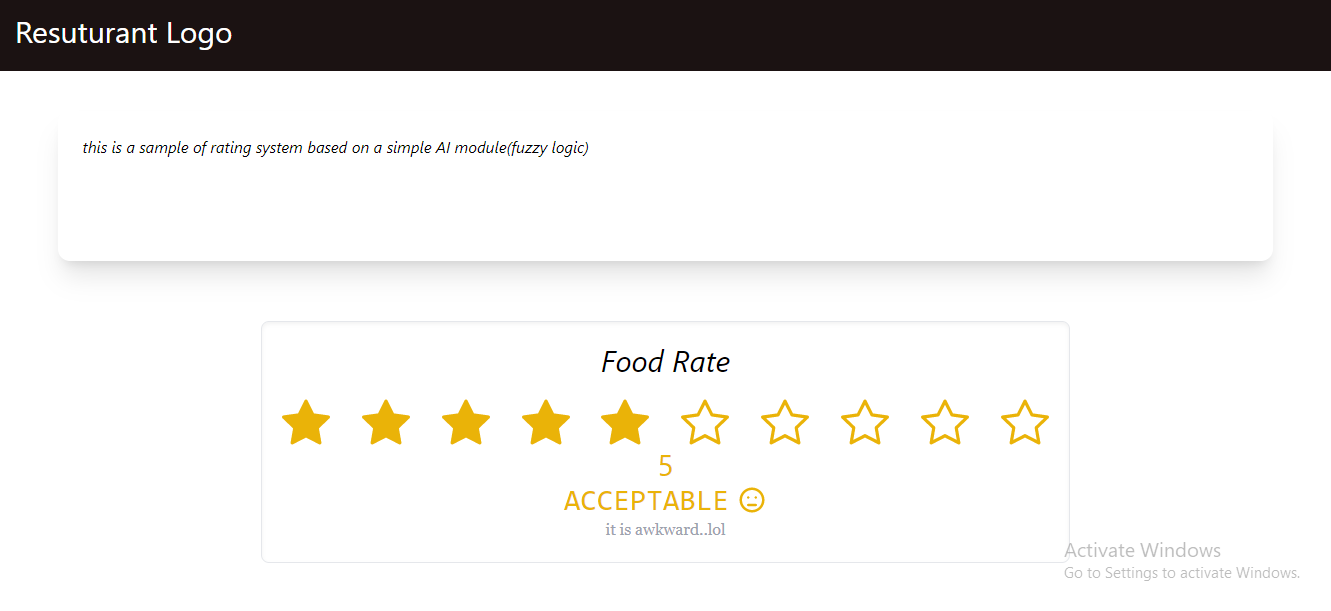 Resuturant Logo
this is a sample of rating system based on a simple AI module(fuzzy logic)
Food Rate
5
ACCEPTABLE
it is awkward..lol
Activate Windows
Go to Settings to activate Windows.